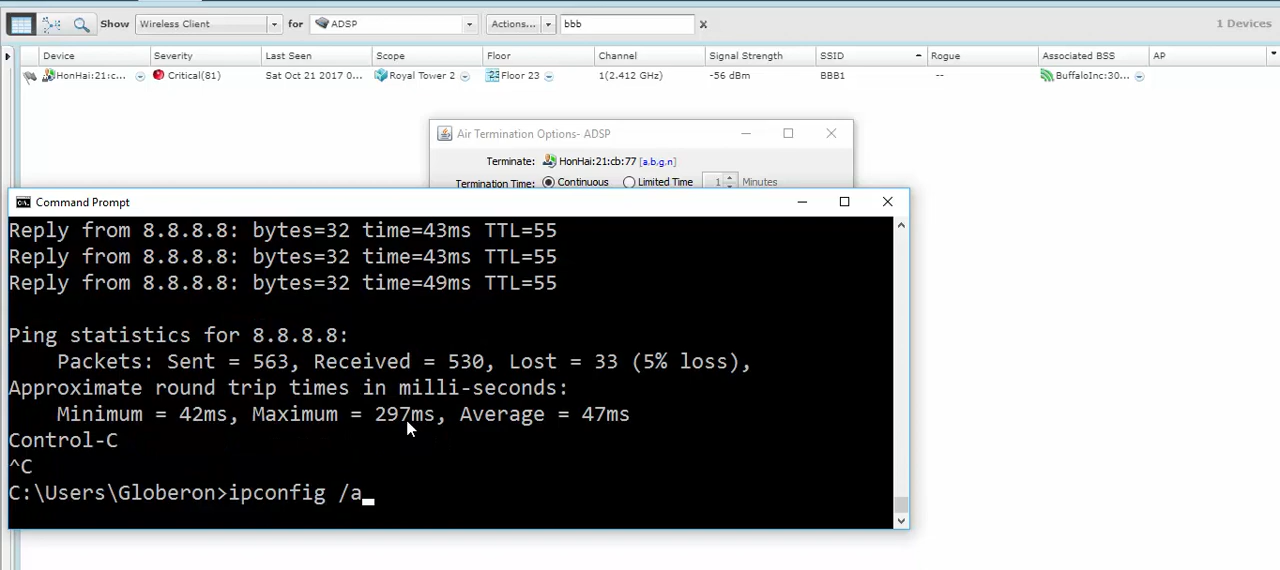 Show Wireless Client for ADSP Actions... bbb x 1 Devices
Device Severity Last Seen Scope Floor Channel Signal Strength SSID Rogue Associated BSS AP
HonHai:21:c... Critical(81) Sat Oct 21 2017 0... Royal Tower 2 Floor 23 1(2.412 GHz) -56 dBm BBB1 -- BuffaloInc:30...
Air Termination Options- ADSP
Terminate: HonHai:21:cb:77 [a,b,g,n]
Termination Time: Continuous Limited Time 1 Minutes
Command Prompt
Reply from 8.8.8.8: bytes=32 time=43ms TTL=55
Reply from 8.8.8.8: bytes=32 time=43ms TTL=55
Reply from 8.8.8.8: bytes=32 time=49ms TTL=55
Ping statistics for 8.8.8.8:
Packets: Sent = 563, Received = 530, Lost = 33 (5% loss),
Approximate round trip times in milli-seconds:
Minimum = 42ms, Maximum = 297ms, Average = 47ms
Control-C
^C
C:\Users\Globeron>ipconfig /a